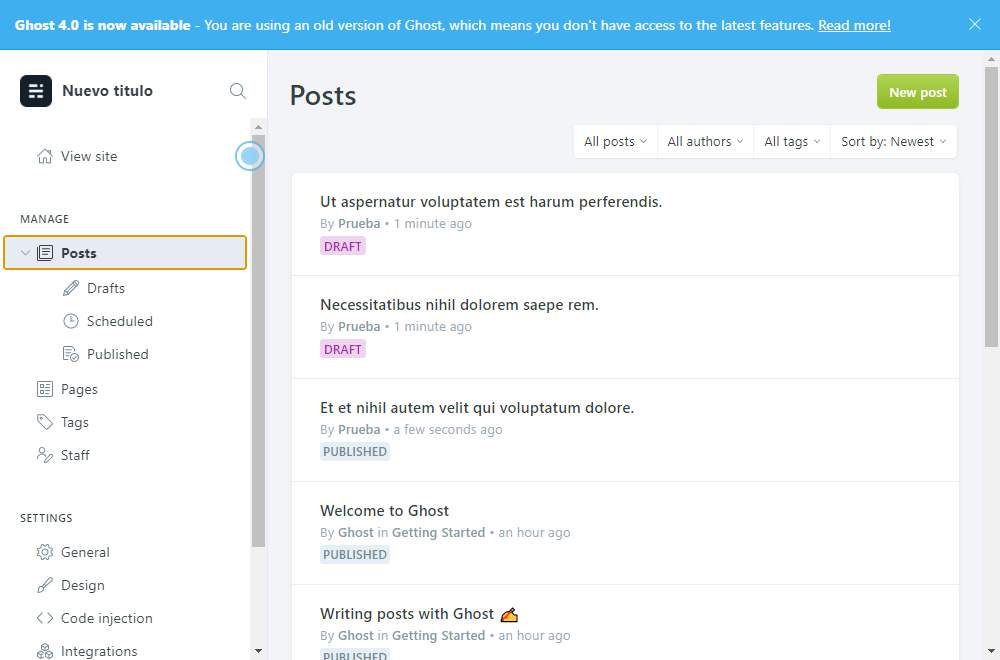 Ghost 4.0 is now available - You are using an old version of Ghost, which means you don't have access to the latest features. Read more!
Nuevo titulo
View site
MANAGE
Posts
Drafts
Scheduled
Published
Pages
Tags
Staff
SETTINGS
General
Design
Code injection
Integrations
Posts
New post
All posts
All authors
All tags
Sort by: Newest
Ut aspernatur voluptatem est harum perferendis.
By Prueba • 1 minute ago
DRAFT
Necessitatibus nihil dolorem saepe rem.
By Prueba • 1 minute ago
DRAFT
Et et nihil autem velit qui voluptatum dolore.
By Prueba • a few seconds ago
PUBLISHED
Welcome to Ghost
By Ghost in Getting Started • an hour ago
PUBLISHED
Writing posts with Ghost ✍️
By Ghost in Getting Started • an hour ago
PUBLISHED